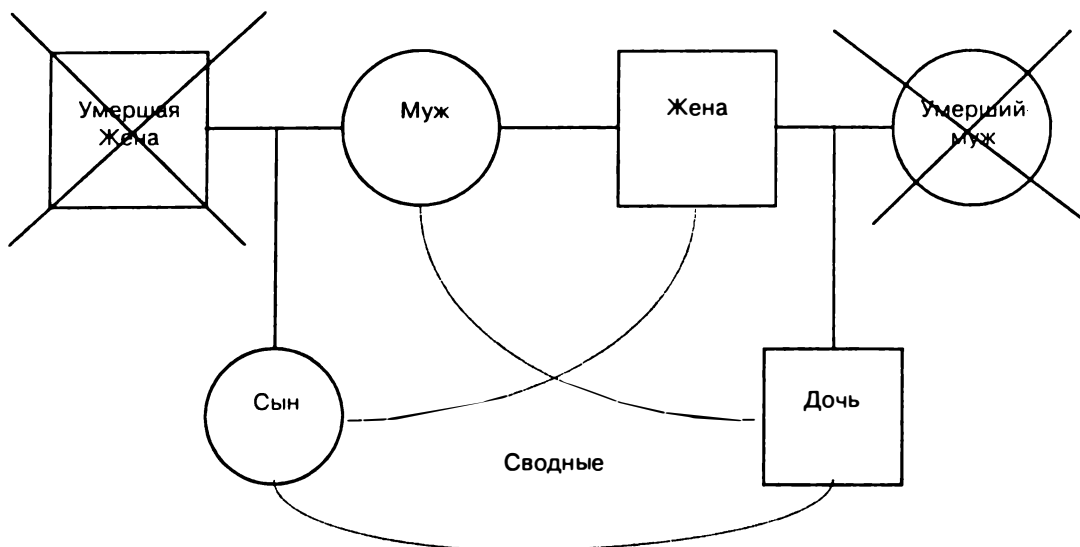 Умершая
Жена
Муж
Жена
Умерший
муж
Сын
Дочь
Сводные